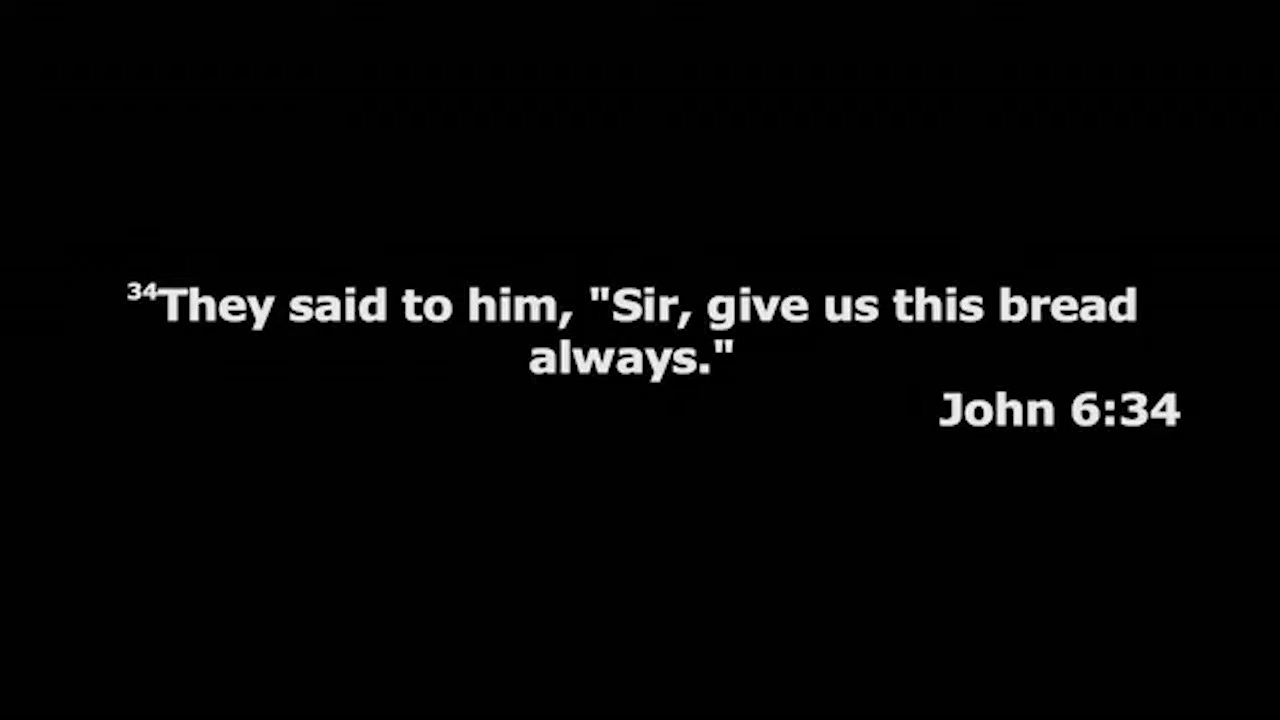 ³⁴They said to him, "Sir, give us this bread
always."
John 6:34